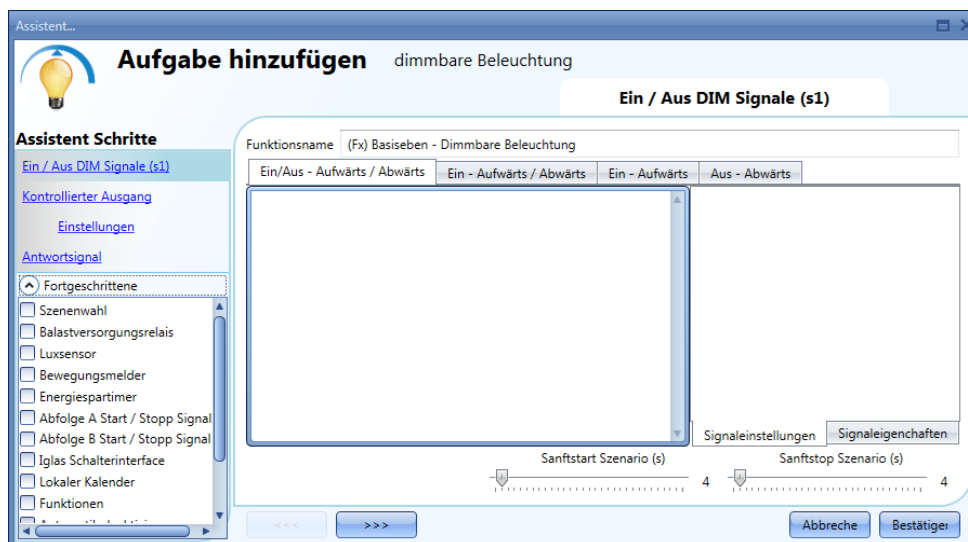 Assistent...
Aufgabe hinzufügen dimmbare Beleuchtung
Ein / Aus DIM Signale (s1)
Assistent Schritte
Ein / Aus DIM Signale (s1)
Kontrollierter Ausgang
Einstellungen
Antwortsignal
Fortgeschrittene
Szenenwahl
Balastversorgungsrelais
Luxsensor
Bewegungsmelder
Energiespartimer
Abfolge A Start / Stopp Signal
Abfolge B Start / Stopp Signal
Iglas Schalterinterface
Lokaler Kalender
Funktionen
Funktionsname (Fx) Basiseben - Dimmbare Beleuchtung
Ein/Aus - Aufwärts / Abwärts Ein - Aufwärts / Abwärts Ein - Aufwärts Aus - Abwärts
Signaleinstellungen Signaleigenchaften
Sanftstart Szenario (s) Sanftstop Szenario (s)
4 4
<<< >>> Abbreche Bestätiger